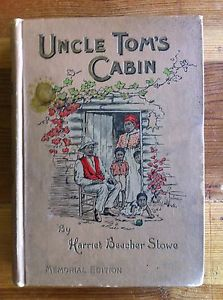 UNCLE TOM'S
CABIN
By
Harriet Beecher Stowe
MEMORIAL EDITION